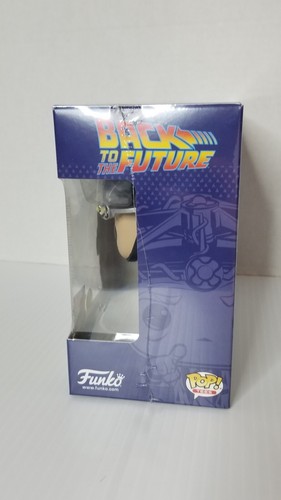 BACK
TO THE FUTURE
Funko
www.funko.com
POP!
TEES